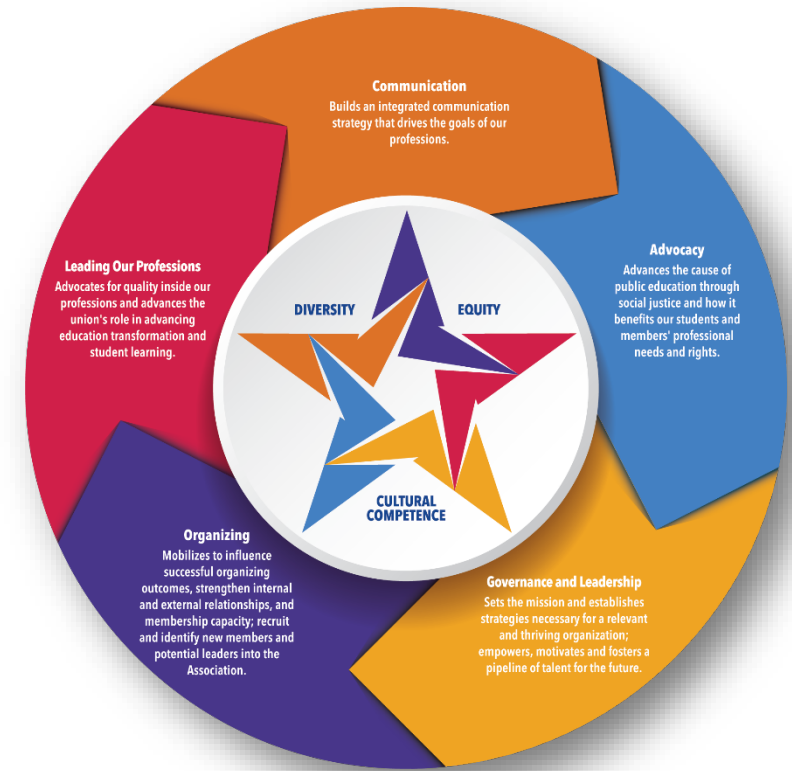 Communication
Builds an integrated communication
strategy that drives the goals of our
professions.
Advocacy
Advances the cause of
public education through
social justice and how it
benefits our students and
members' professional
needs and rights.
Leading Our Professions
Advocates for quality inside our
professions and advances the
union's role in advancing
education transformation and
student learning.
DIVERSITY
EQUITY
CULTURAL
COMPETENCE
Organizing
Mobilizes to influence
successful organizing
outcomes, strengthen internal
and external relationships, and
membership capacity; recruit
and identify new members and
potential leaders into the
Association.
Governance and Leadership
Sets the mission and establishes
strategies necessary for a relevant
and thriving organization;
empowers, motivates and fosters a
pipeline of talent for the future.